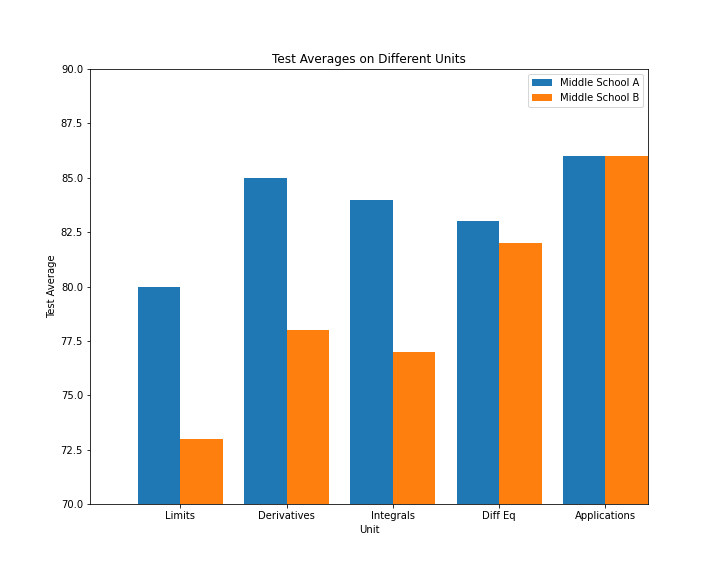 Test Averages on Different Units
Middle School A
Middle School B
90.0
87.5
85.0
82.5
80.0
77.5
75.0
72.5
70.0
Test Average
Limits
Derivatives
Integrals
Diff Eq
Applications
Unit